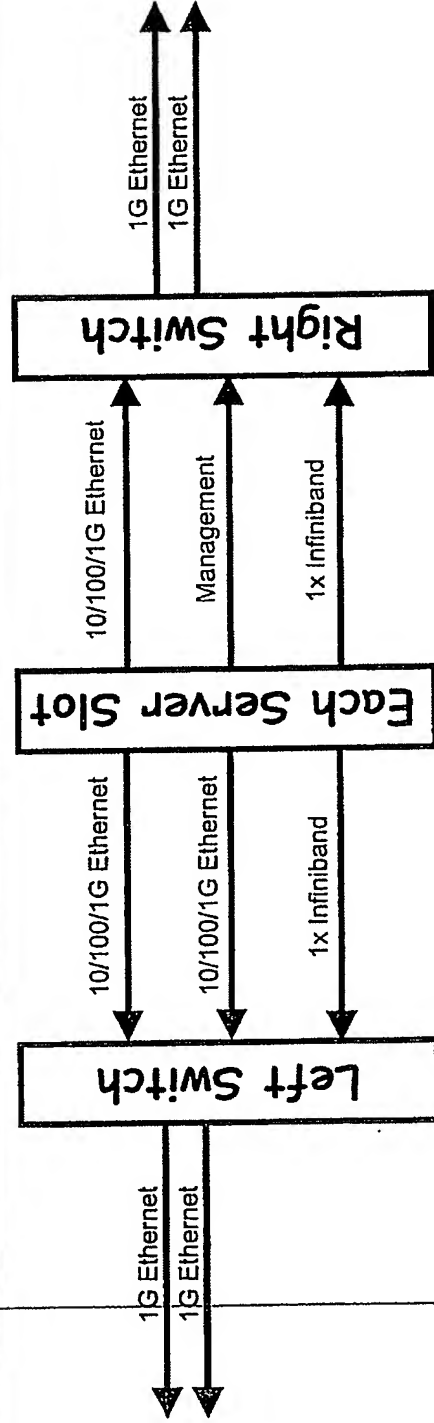 1G Ethernet
1G Ethernet
Left Switch
10/100/1G Ethernet
10/100/1G Ethernet
1x Infiniband
Each Server Slot
10/100/1G Ethernet
Management
1x Infiniband
Right Switch
1G Ethernet
1G Ethernet